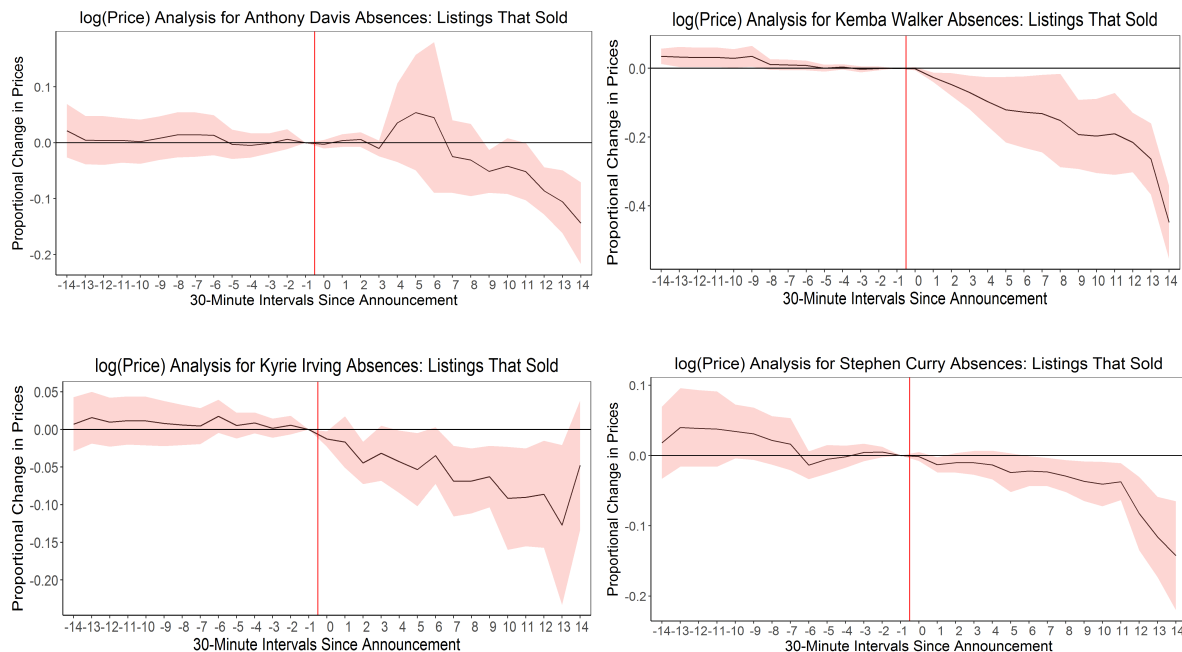 log(Price) Analysis for Anthony Davis Absences: Listings That Sold
Proportional Change in Prices
0.1
0.0
-0.1
-0.2
-14 -13 -12 -11 -10 -9 -8 -7 -6 -5 -4 -3 -2 -1 0 1 2 3 4 5 6 7 8 9 10 11 12 13 14
30-Minute Intervals Since Announcement
log(Price) Analysis for Kemba Walker Absences: Listings That Sold
Proportional Change in Prices
0.0
-0.2
-0.4
-14 -13 -12 -11 -10 -9 -8 -7 -6 -5 -4 -3 -2 -1 0 1 2 3 4 5 6 7 8 9 10 11 12 13 14
30-Minute Intervals Since Announcement
log(Price) Analysis for Kyrie Irving Absences: Listings That Sold
Proportional Change in Prices
0.05
0.00
-0.05
-0.10
-0.15
-0.20
-14 -13 -12 -11 -10 -9 -8 -7 -6 -5 -4 -3 -2 -1 0 1 2 3 4 5 6 7 8 9 10 11 12 13 14
30-Minute Intervals Since Announcement
log(Price) Analysis for Stephen Curry Absences: Listings That Sold
Proportional Change in Prices
0.1
0.0
-0.1
-0.2
-14 -13 -12 -11 -10 -9 -8 -7 -6 -5 -4 -3 -2 -1 0 1 2 3 4 5 6 7 8 9 10 11 12 13 14
30-Minute Intervals Since Announcement